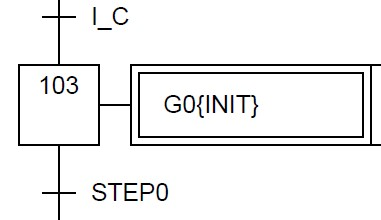 I_C
103
G0{INIT}
STEP0